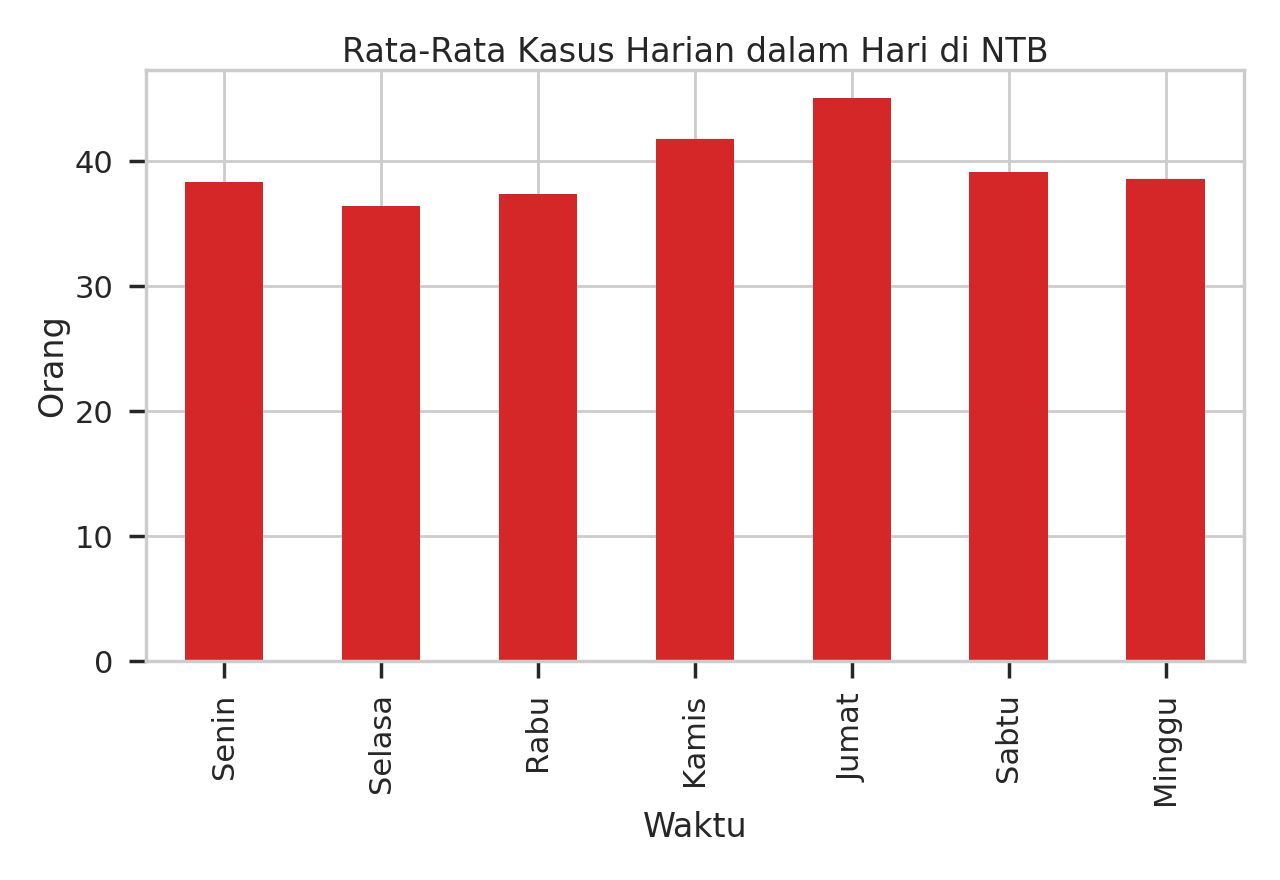 Rata-Rata Kasus Harian dalam Hari di NTB
Orang
40
30
20
10
0
Senin
Selasa
Rabu
Kamis
Jumat
Sabtu
Minggu
Waktu